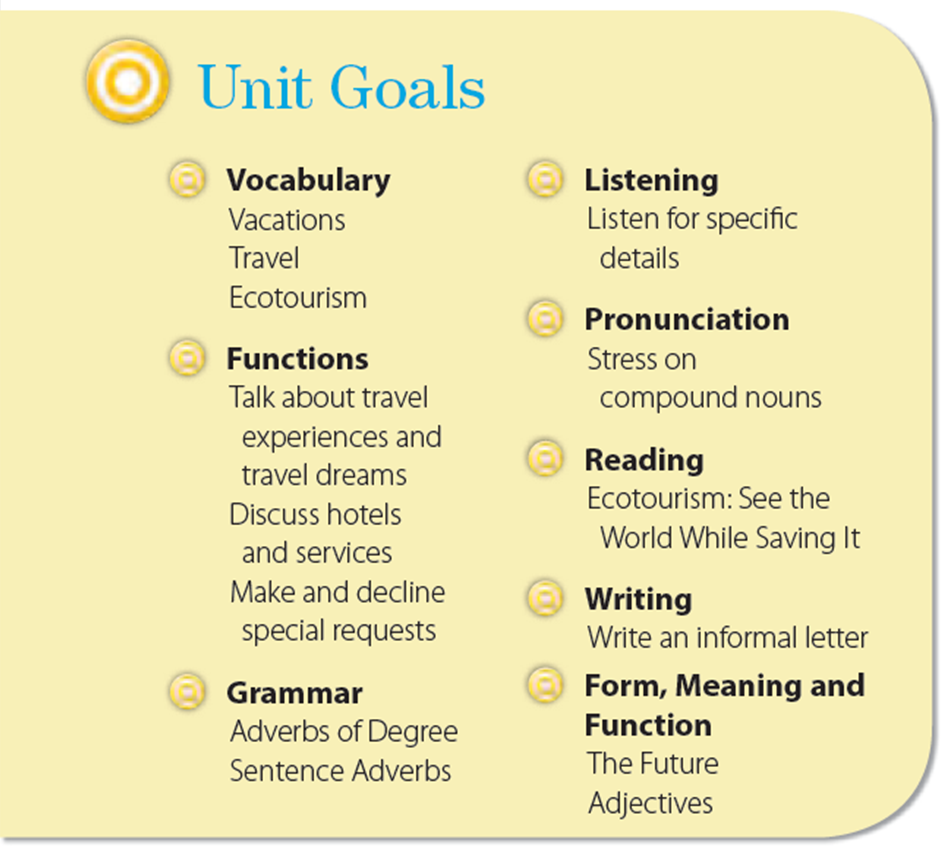 Unit Goals
Vocabulary
Vacations
Travel
Ecotourism
Functions
Talk about travel
experiences and
travel dreams
Discuss hotels
and services
Make and decline
special requests
Grammar
Adverbs of Degree
Sentence Adverbs
Listening
Listen for specific
details
Pronunciation
Stress on
compound nouns
Reading
Ecotourism: See the
World While Saving It
Writing
Write an informal letter
Form, Meaning and
Function
The Future
Adjectives